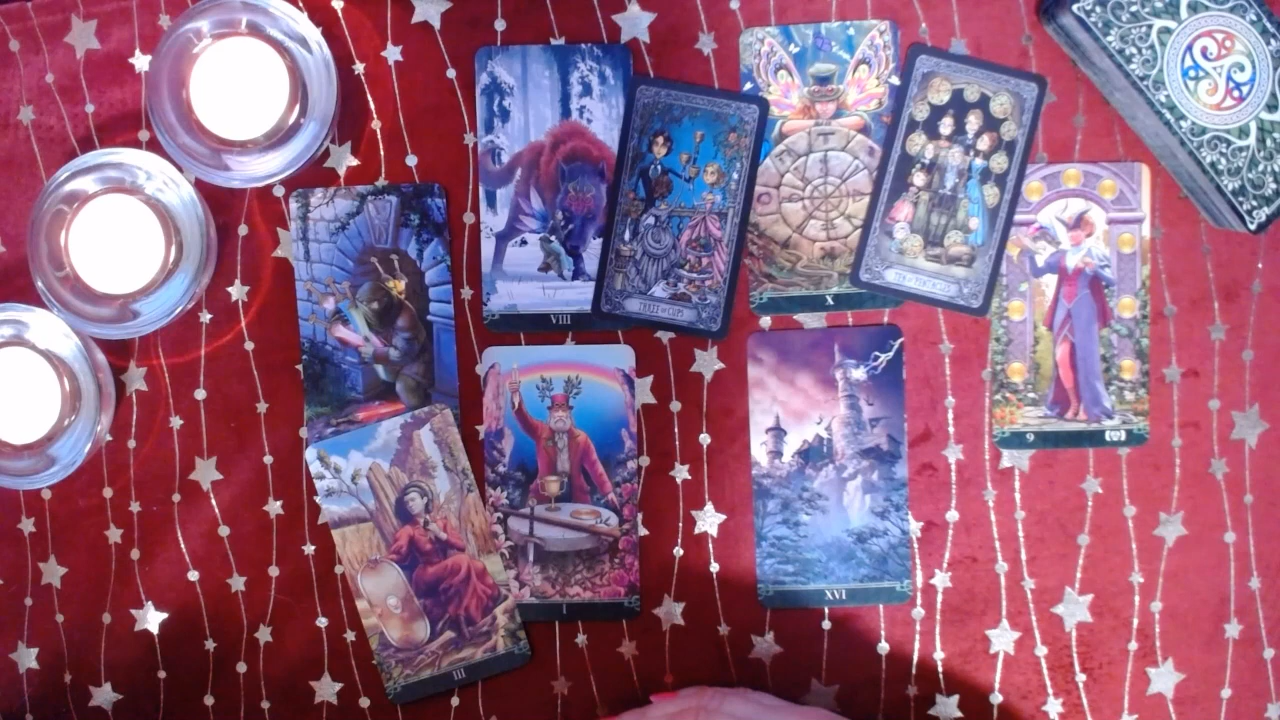 VIII
THREE OF CUPS
X
TEN OF PENTACLES
9
I
XVI
III